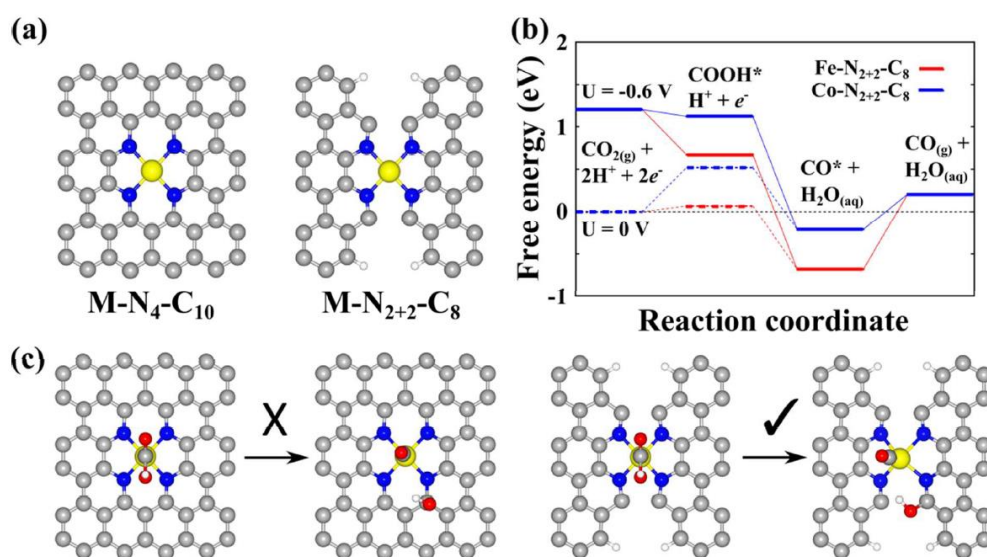 (a)
M-N₄-C₁₀
M-N₂₊₂-C₈
(b)
Free energy (eV)
2
1
0
-1
U = -0.6 V
COOH*
H⁺ + e⁻
Fe-N₂₊₂-C₈
Co-N₂₊₂-C₈
CO₂(g) +
2H⁺ + 2e⁻
CO* +
H₂O(aq)
CO(g) +
H₂O(aq)
U = 0 V
Reaction coordinate
(c)
X
✓